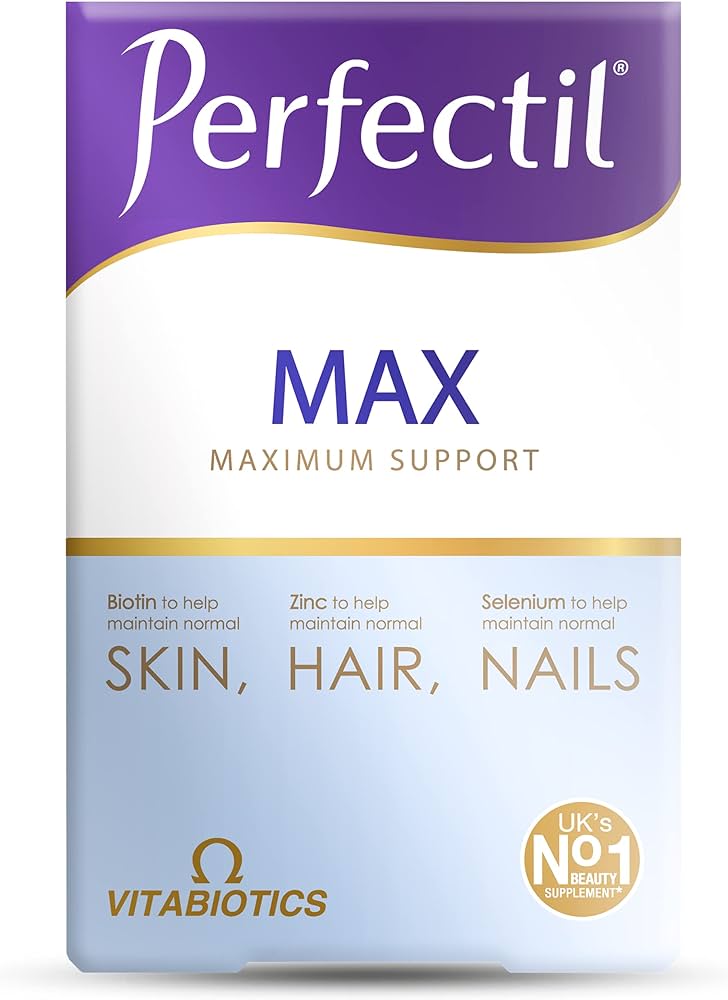 Perfectil®
MAX
MAXIMUM SUPPORT
Biotin to help
maintain normal
SKIN,
Zinc to help
maintain normal
HAIR,
Selenium to help
maintain normal
NAILS
VITABIOTICS
UK's
No1
BEAUTY
SUPPLEMENT*